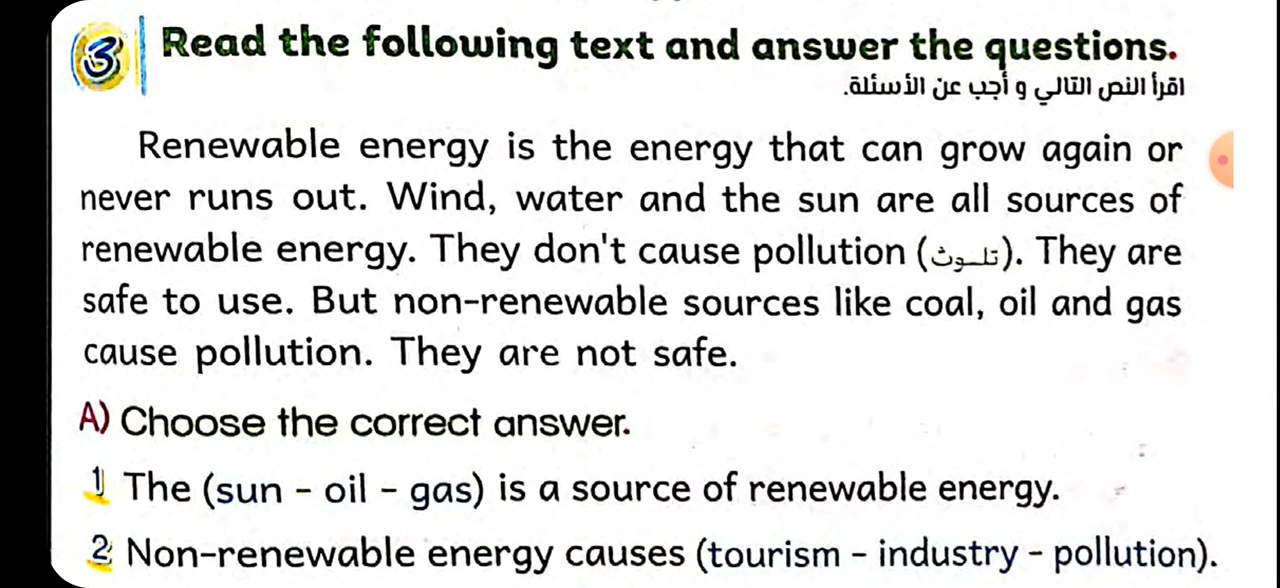 3 Read the following text and answer the questions.
اقرأ النص التالي و أجب عن الأسئلة.
Renewable energy is the energy that can grow again or
never runs out. Wind, water and the sun are all sources of
renewable energy. They don't cause pollution (تلوث). They are
safe to use. But non-renewable sources like coal, oil and gas
cause pollution. They are not safe.
A) Choose the correct answer.
1 The (sun - oil - gas) is a source of renewable energy.
2 Non-renewable energy causes (tourism - industry - pollution).